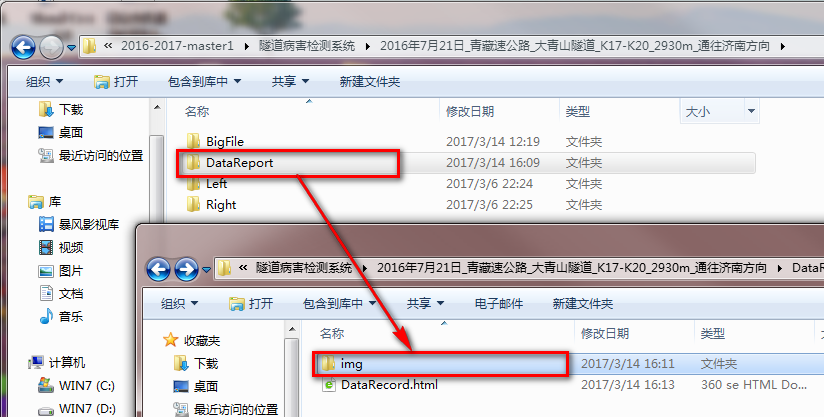 « 2016-2017-master1 ▸ 隧道病害检测系统 ▸ 2016年7月21日_青藏速公路_大青山隧道_K17-K20_2930m_通往济南方向 ▸
组织 ▼ 打开 包含到库中 ▼ 共享 ▼ 新建文件夹
下载
桌面
最近访问的位置
库
暴风影视库
视频
图片
文档
音乐
计算机
WIN7 (C:)
WIN7 (D:)
名称 修改日期 类型 大小
BigFile 2017/3/14 12:19 文件夹
DataReport 2017/3/14 16:09 文件夹
Left 2017/3/6 22:24 文件夹
Right 2017/3/6 22:25 文件夹
« 隧道病害检测系统 ▸ 2016年7月21日_青藏速公路_大青山隧道_K17-K20_2930m_通往济南方向 ▸ DataR
组织 ▼ 打开 包含到库中 ▼ 共享 ▼ 电子邮件 新建文件夹
收藏夹
下载
桌面
最近访问的位置
名称 修改日期 类型
img 2017/3/14 16:11 文件夹
DataRecord.html 2017/3/14 16:13 360 se HTML Do...